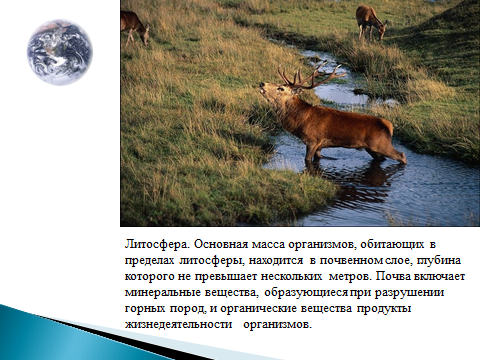 Литосфера. Основная масса организмов, обитающих в
пределах литосферы, находится в почвенном слое, глубина
которого не превышает нескольких метров. Почва включает
минеральные вещества, образующиеся при разрушении
горных пород, и органические вещества продукты
жизнедеятельности организмов.